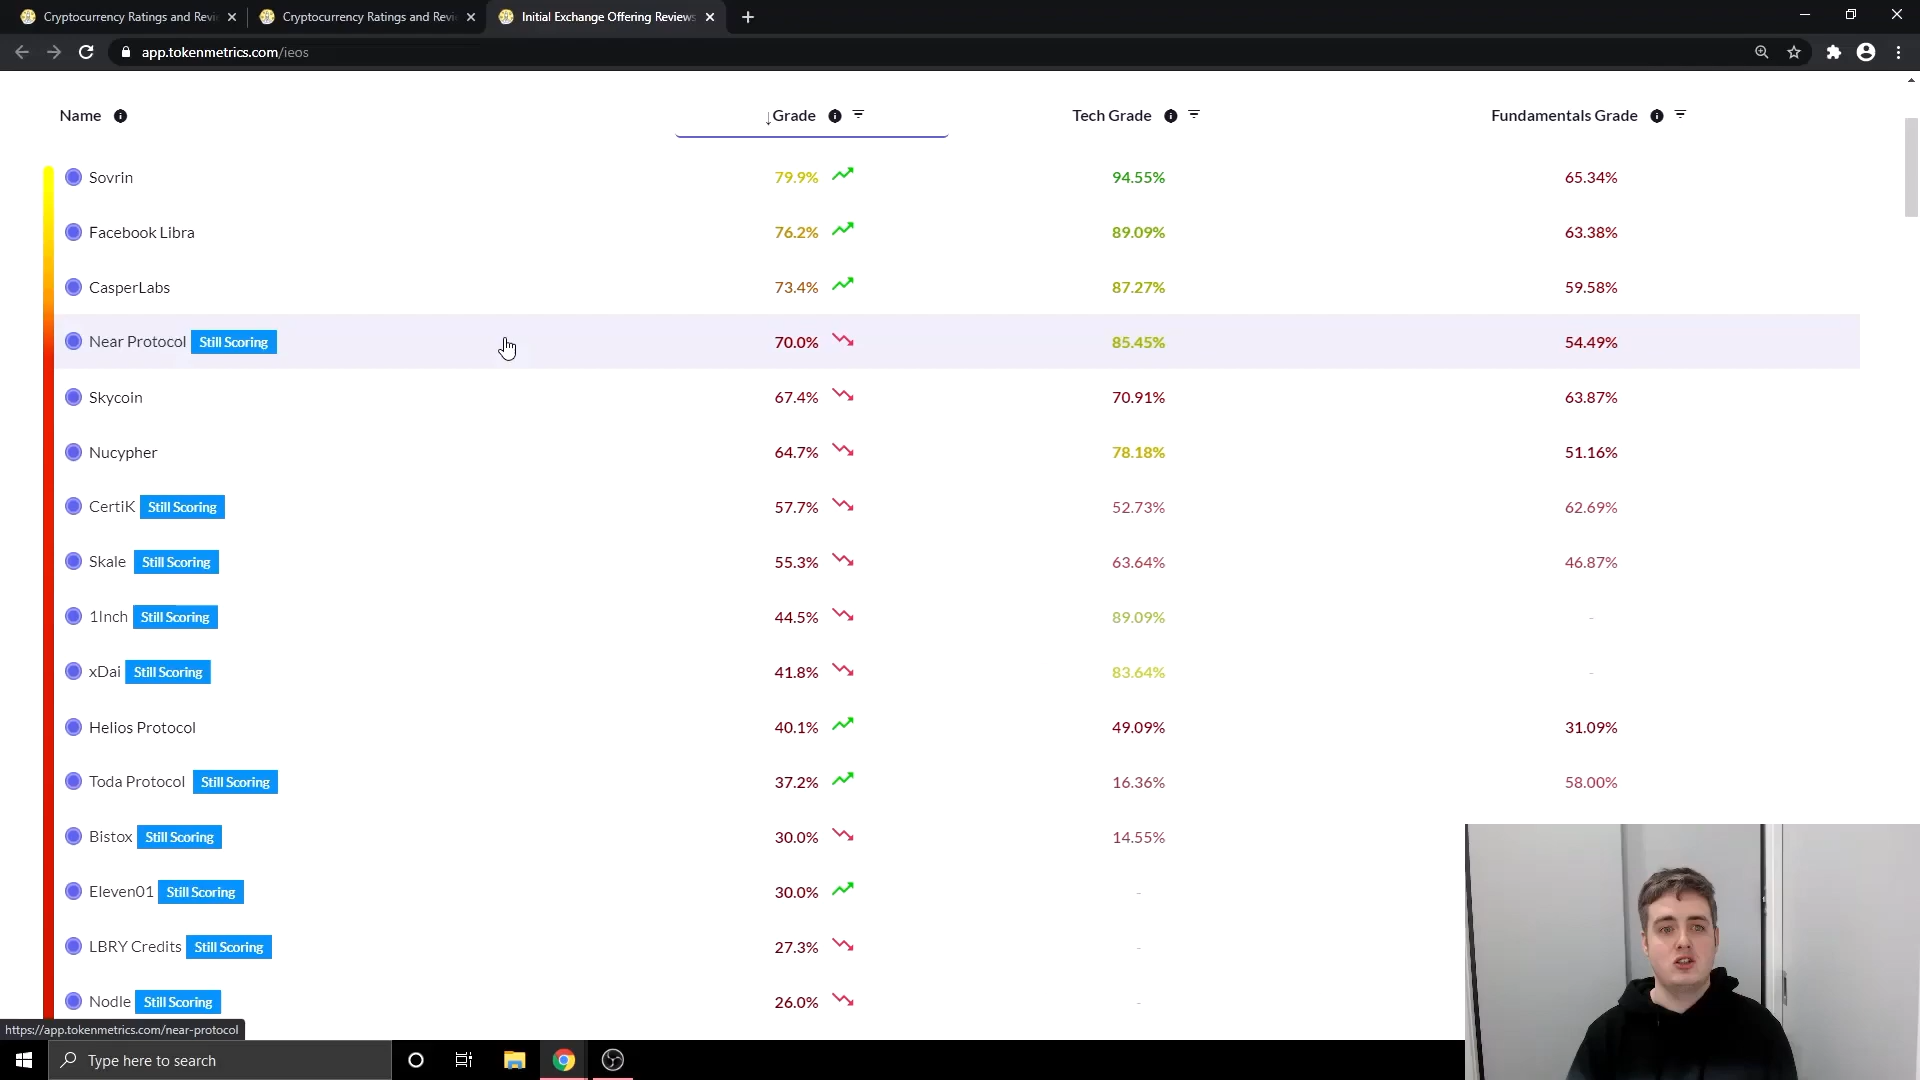 Cryptocurrency Ratings and Revi
Cryptocurrency Ratings and Revi
Initial Exchange Offering Reviews
app.tokenmetrics.com/ieos
Name
↓Grade
Tech Grade
Fundamentals Grade
Sovrin 79.9% 94.55% 65.34%
Facebook Libra 76.2% 89.09% 63.38%
CasperLabs 73.4% 87.27% 59.58%
Near Protocol Still Scoring 70.0% 85.45% 54.49%
Skycoin 67.4% 70.91% 63.87%
Nucypher 64.7% 78.18% 51.16%
CertiK Still Scoring 57.7% 52.73% 62.69%
Skale Still Scoring 55.3% 63.64% 46.87%
1Inch Still Scoring 44.5% 89.09% -
xDai Still Scoring 41.8% 83.64% -
Helios Protocol 40.1% 49.09% 31.09%
Toda Protocol Still Scoring 37.2% 16.36% 58.00%
Bistox Still Scoring 30.0% 14.55%
Eleven01 Still Scoring 30.0% -
LBRY Credits Still Scoring 27.3% -
Nodle Still Scoring 26.0% -
https://app.tokenmetrics.com/near-protocol
Type here to search